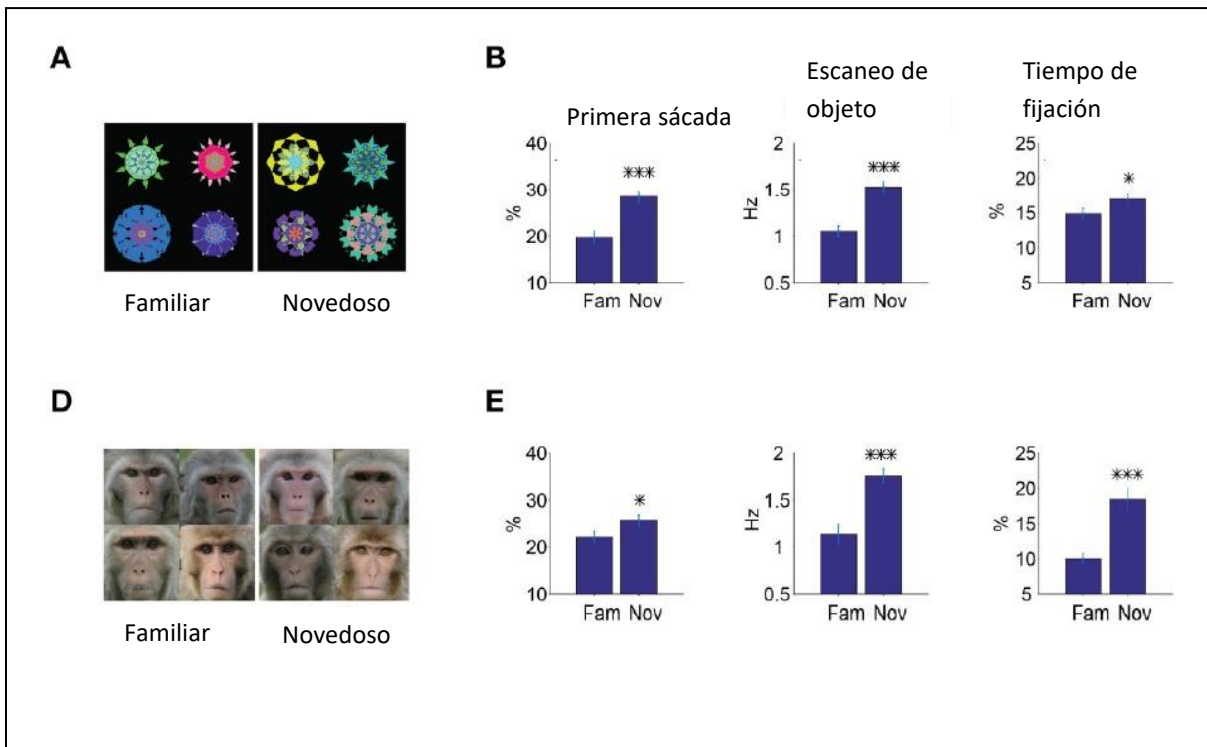 A
Familiar
Novedoso
B
Primera sácada
Escaneo de
objeto
Tiempo de
fijación
40
30
20
10
%
***
Fam Nov
2
1.5
1
0.5
Hz
***
Fam Nov
25
20
15
10
5
%
*
Fam Nov
D
Familiar
Novedoso
E
40
30
20
10
%
*
Fam Nov
2
1.5
1
0.5
Hz
***
Fam Nov
25
20
15
10
5
%
***
Fam Nov